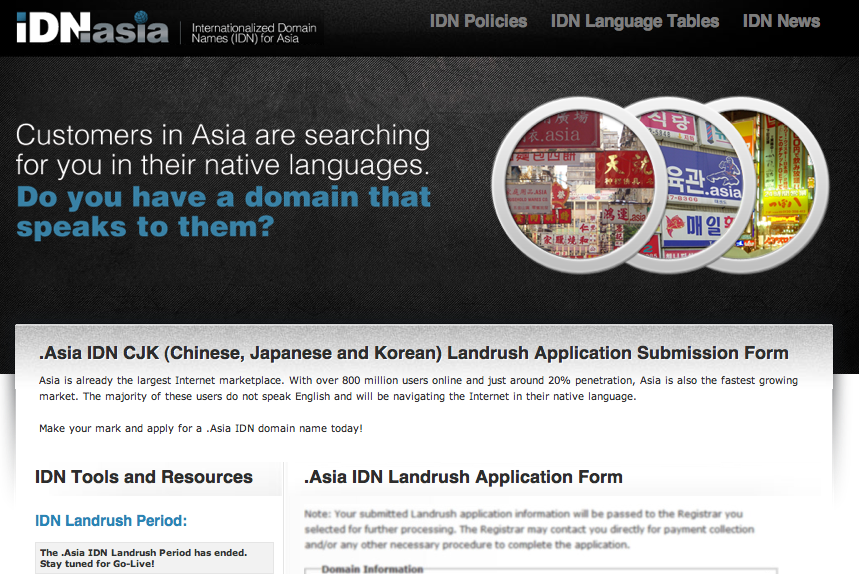 iDNasia
Internationalized Domain
Names (IDN) for Asia
IDN Policies IDN Language Tables IDN News
Customers in Asia are searching
for you in their native languages.
Do you have a domain that
speaks to them?
.asia
天
鴻運.asia
식당
육관.asia
매일
.Asia IDN CJK (Chinese, Japanese and Korean) Landrush Application Submission Form
Asia is already the largest Internet marketplace. With over 800 million users online and just around 20% penetration, Asia is also the fastest growing
market. The majority of these users do not speak English and will be navigating the Internet in their native language.
Make your mark and apply for a .Asia IDN domain name today!
IDN Tools and Resources
IDN Landrush Period:
The .Asia IDN Landrush Period has ended.
Stay tuned for Go-Live!
.Asia IDN Landrush Application Form
Note: Your submitted Landrush application information will be passed to the Registrar you
selected for further processing. The Registrar may contact you directly for payment collection
and/or any other necessary procedure to complete the application.
Domain Information